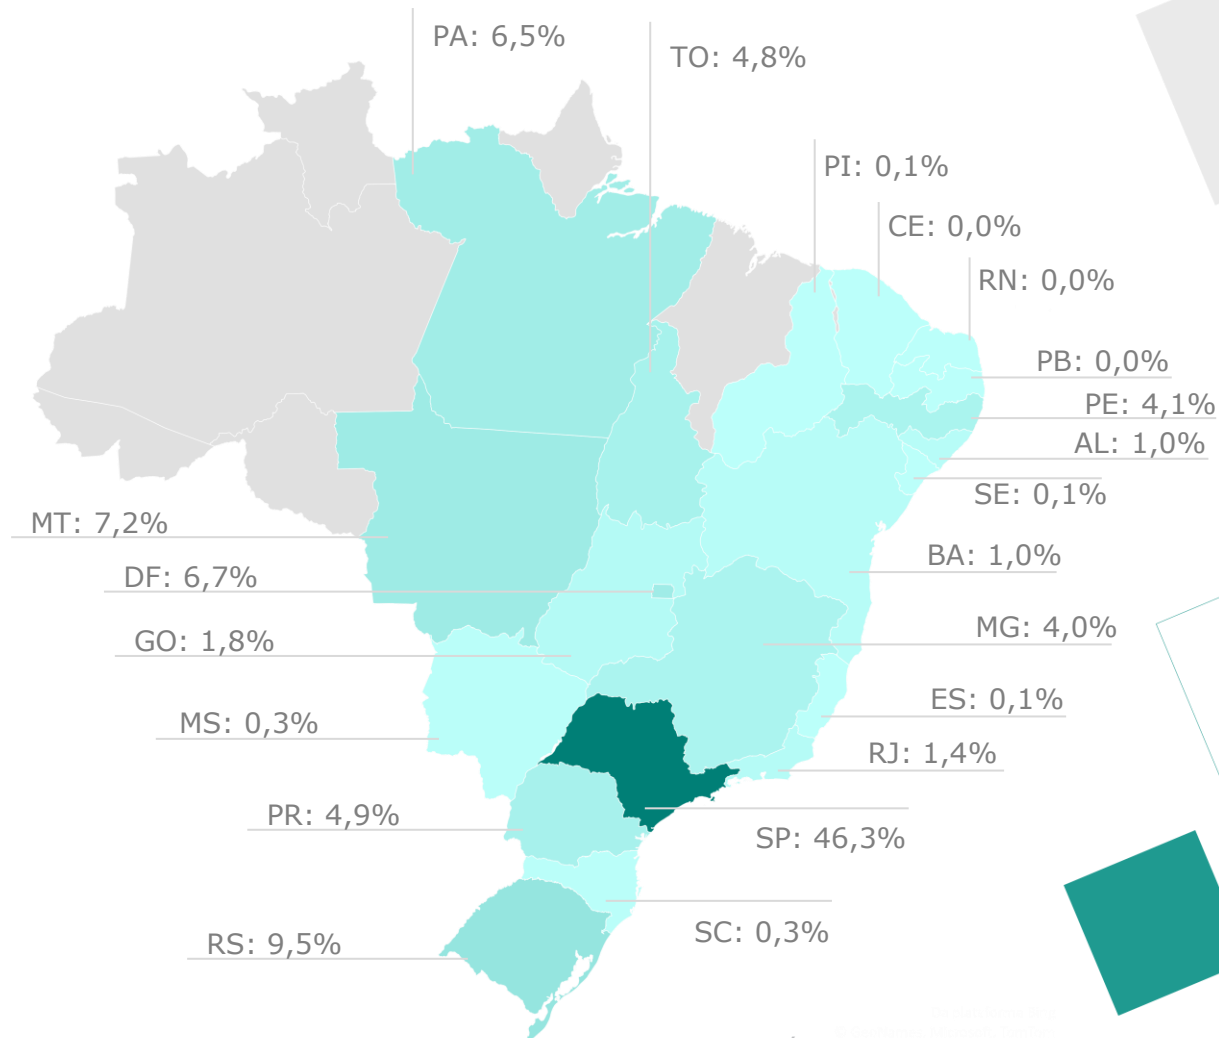 PA: 6,5%
TO: 4,8%
PI: 0,1%
CE: 0,0%
RN: 0,0%
PB: 0,0%
PE: 4,1%
AL: 1,0%
SE: 0,1%
MT: 7,2%
BA: 1,0%
DF: 6,7%
MG: 4,0%
GO: 1,8%
ES: 0,1%
MS: 0,3%
RJ: 1,4%
PR: 4,9%
SP: 46,3%
SC: 0,3%
RS: 9,5%